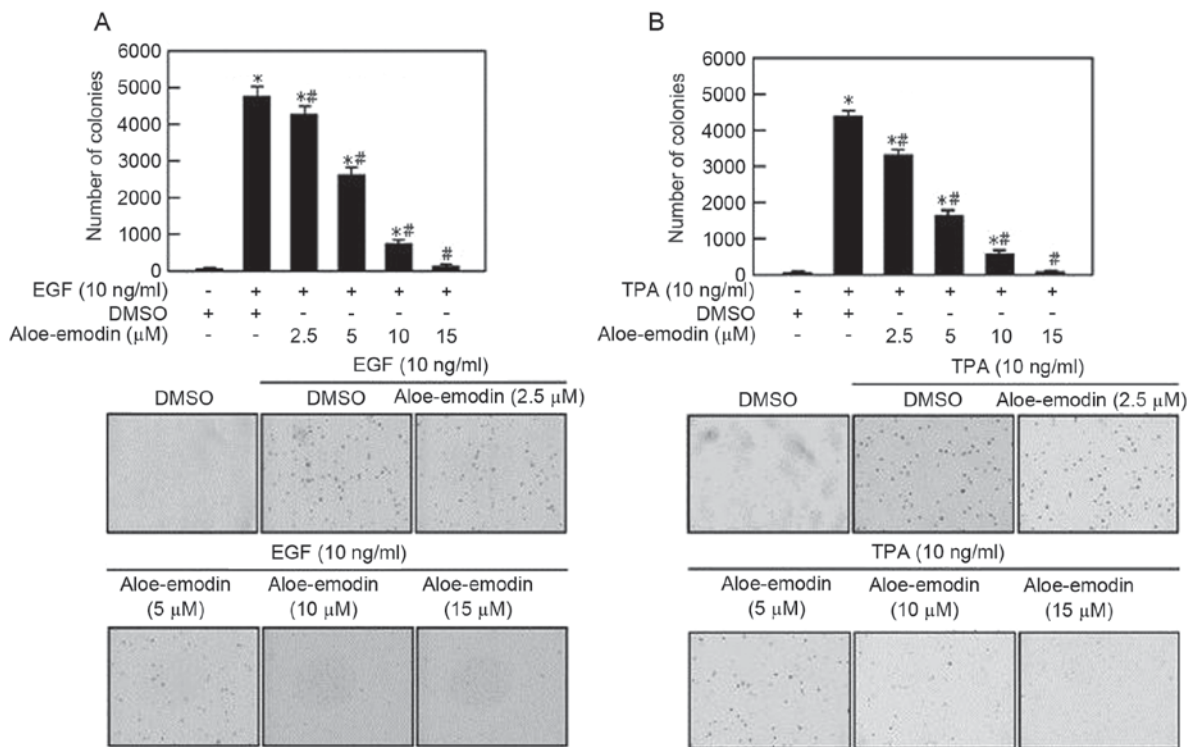 A
6000
5000
4000
3000
2000
1000
0
Number of colonies
* *# *# *# #
EGF (10 ng/ml) - + + + + +
DMSO + + - - - -
Aloe-emodin (μM) - - 2.5 5 10 15
EGF (10 ng/ml)
DMSO DMSO Aloe-emodin (2.5 μM)
EGF (10 ng/ml)
Aloe-emodin Aloe-emodin Aloe-emodin
(5 μM) (10 μM) (15 μM)
B
6000
5000
4000
3000
2000
1000
0
Number of colonies
* *# *# *# #
TPA (10 ng/ml) - + + + + +
DMSO + + - - - -
Aloe-emodin (μM) - - 2.5 5 10 15
TPA (10 ng/ml)
DMSO DMSO Aloe-emodin (2.5 μM)
TPA (10 ng/ml)
Aloe-emodin Aloe-emodin Aloe-emodin
(5 μM) (10 μM) (15 μM)